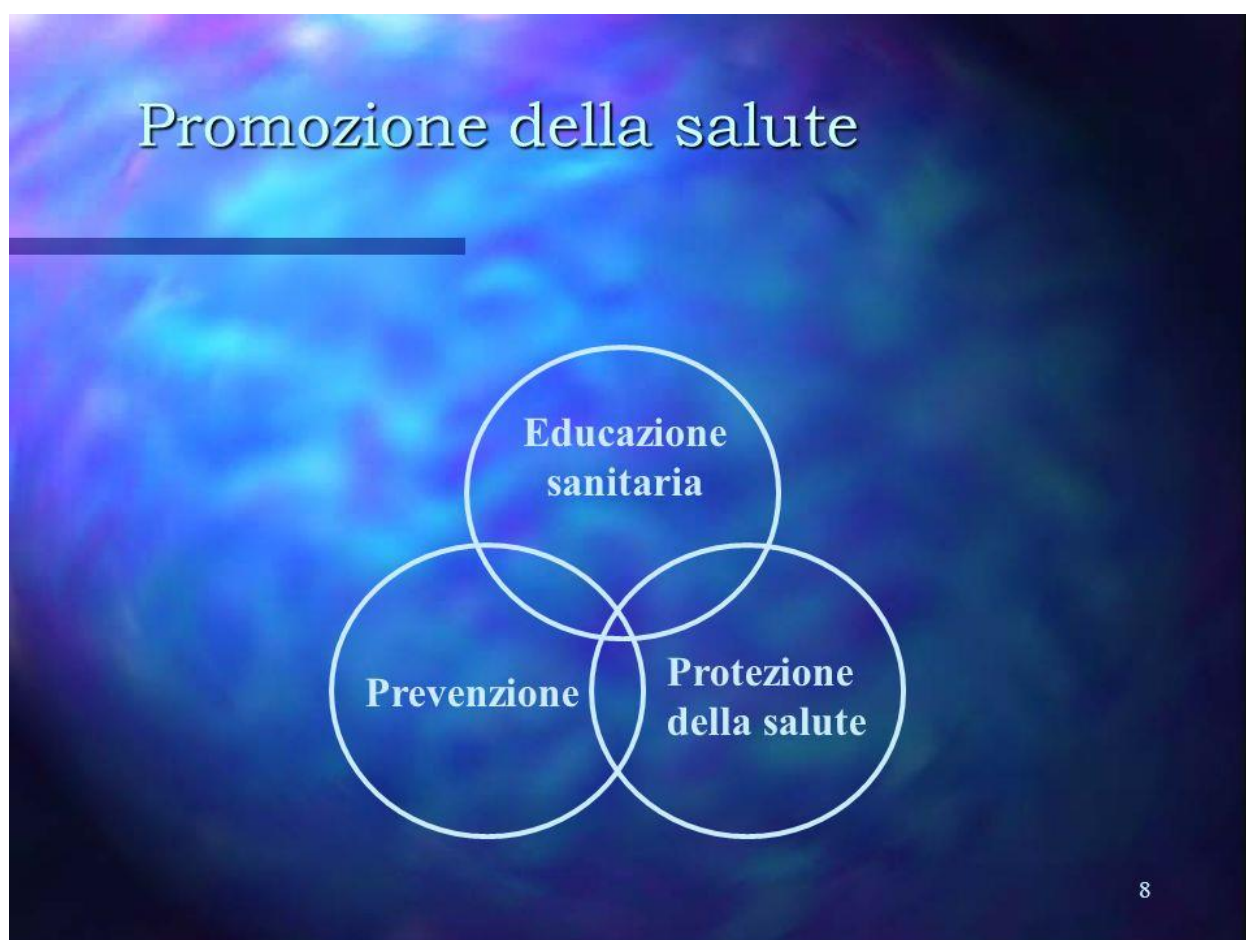 Promozione della salute
Educazione
sanitaria
Prevenzione
Protezione
della salute
8